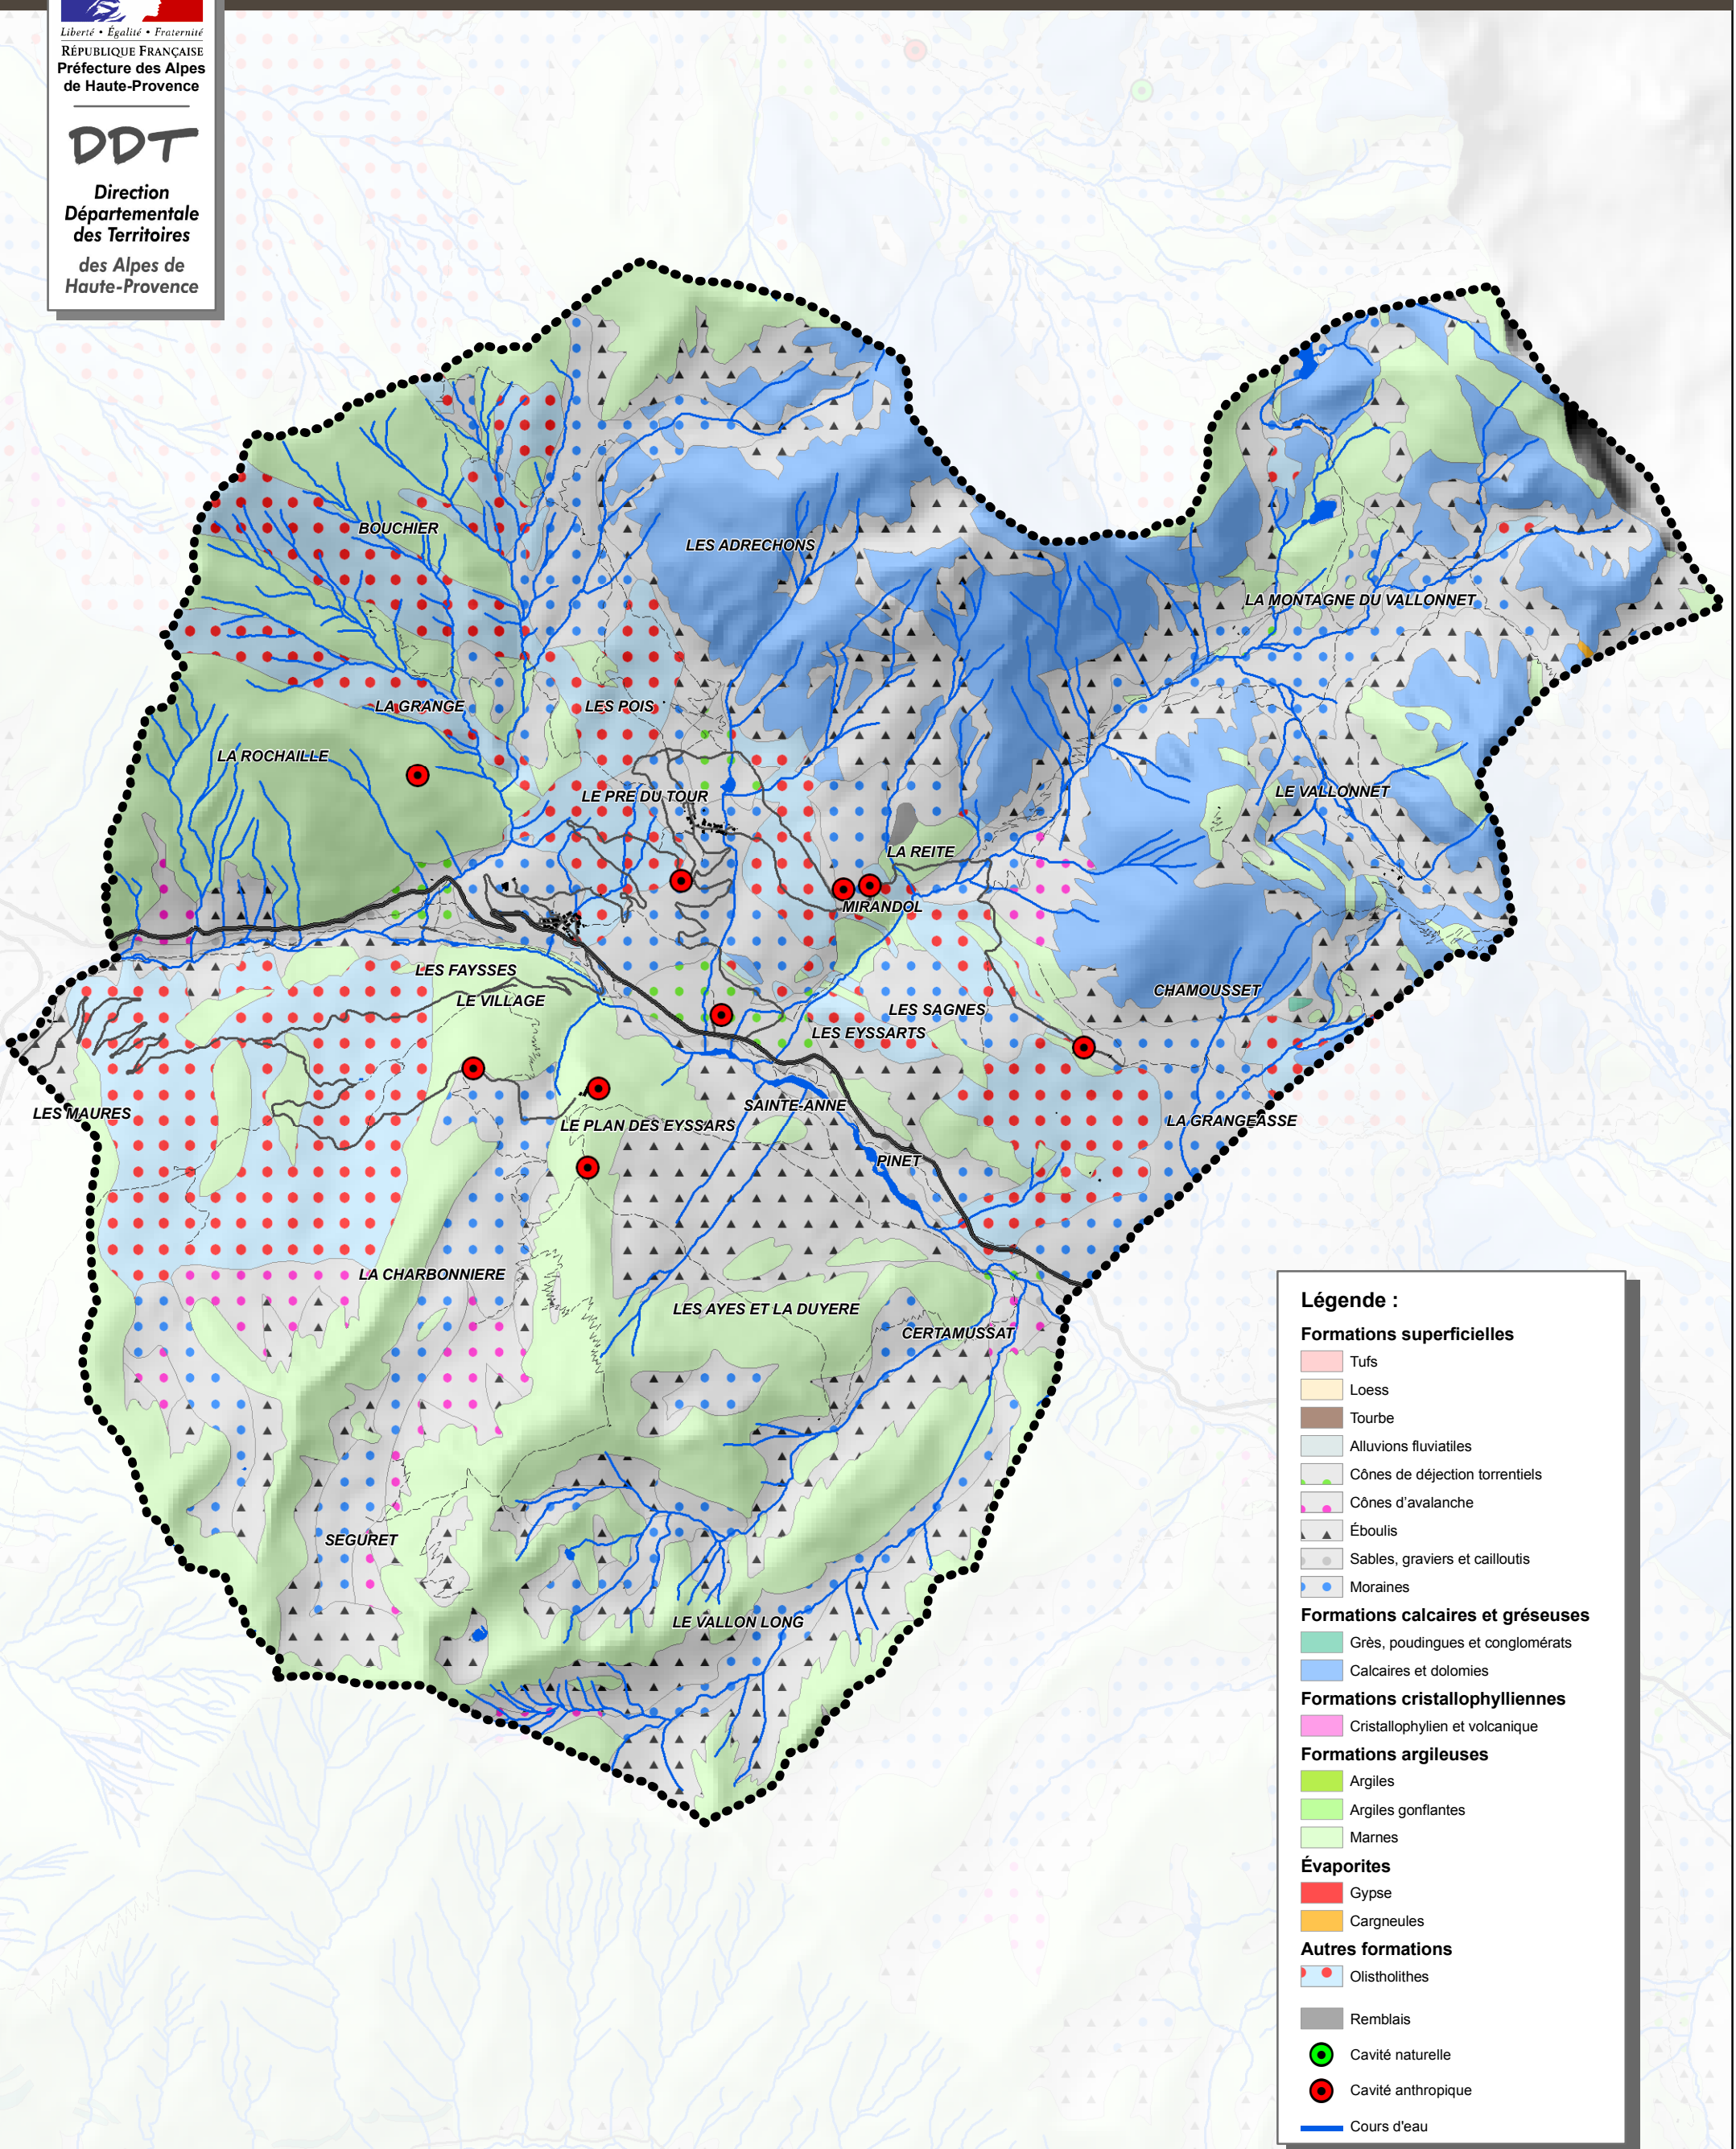 Liberté • Égalité • Fraternité
RÉPUBLIQUE FRANÇAISE
Préfecture des Alpes
de Haute-Provence
DDT
Direction
Départementale
des Territoires
des Alpes de
Haute-Provence
BOUCHIER
LES ADRECHONS
LA MONTAGNE DU VALLONNET
LA GRANGE
LES POIS
LA ROCHAILLE
LE PRE DU TOUR
LE VALLONNET
LA REITE
MIRANDOL
LES FAYSSES
LE VILLAGE
CHAMOUSSET
LES SAGNES
LES EYSSARTS
LES MAURES
SAINTE-ANNE
LE PLAN DES EYSSARS
LA GRANGEASSE
PINET
LA CHARBONNIERE
LES AYES ET LA DUYERE
CERTAMUSSAT
SEGURET
LE VALLON LONG
Légende :
Formations superficielles
Tufs
Loess
Tourbe
Alluvions fluviatiles
Cônes de déjection torrentiels
Cônes d'avalanche
Éboulis
Sables, graviers et cailloutis
Moraines
Formations calcaires et gréseuses
Grès, poudingues et conglomérats
Calcaires et dolomies
Formations cristallophylliennes
Cristallophylien et volcanique
Formations argileuses
Argiles
Argiles gonflantes
Marnes
Évaporites
Gypse
Cargneules
Autres formations
Olistholithes
Remblais
Cavité naturelle
Cavité anthropique
Cours d'eau